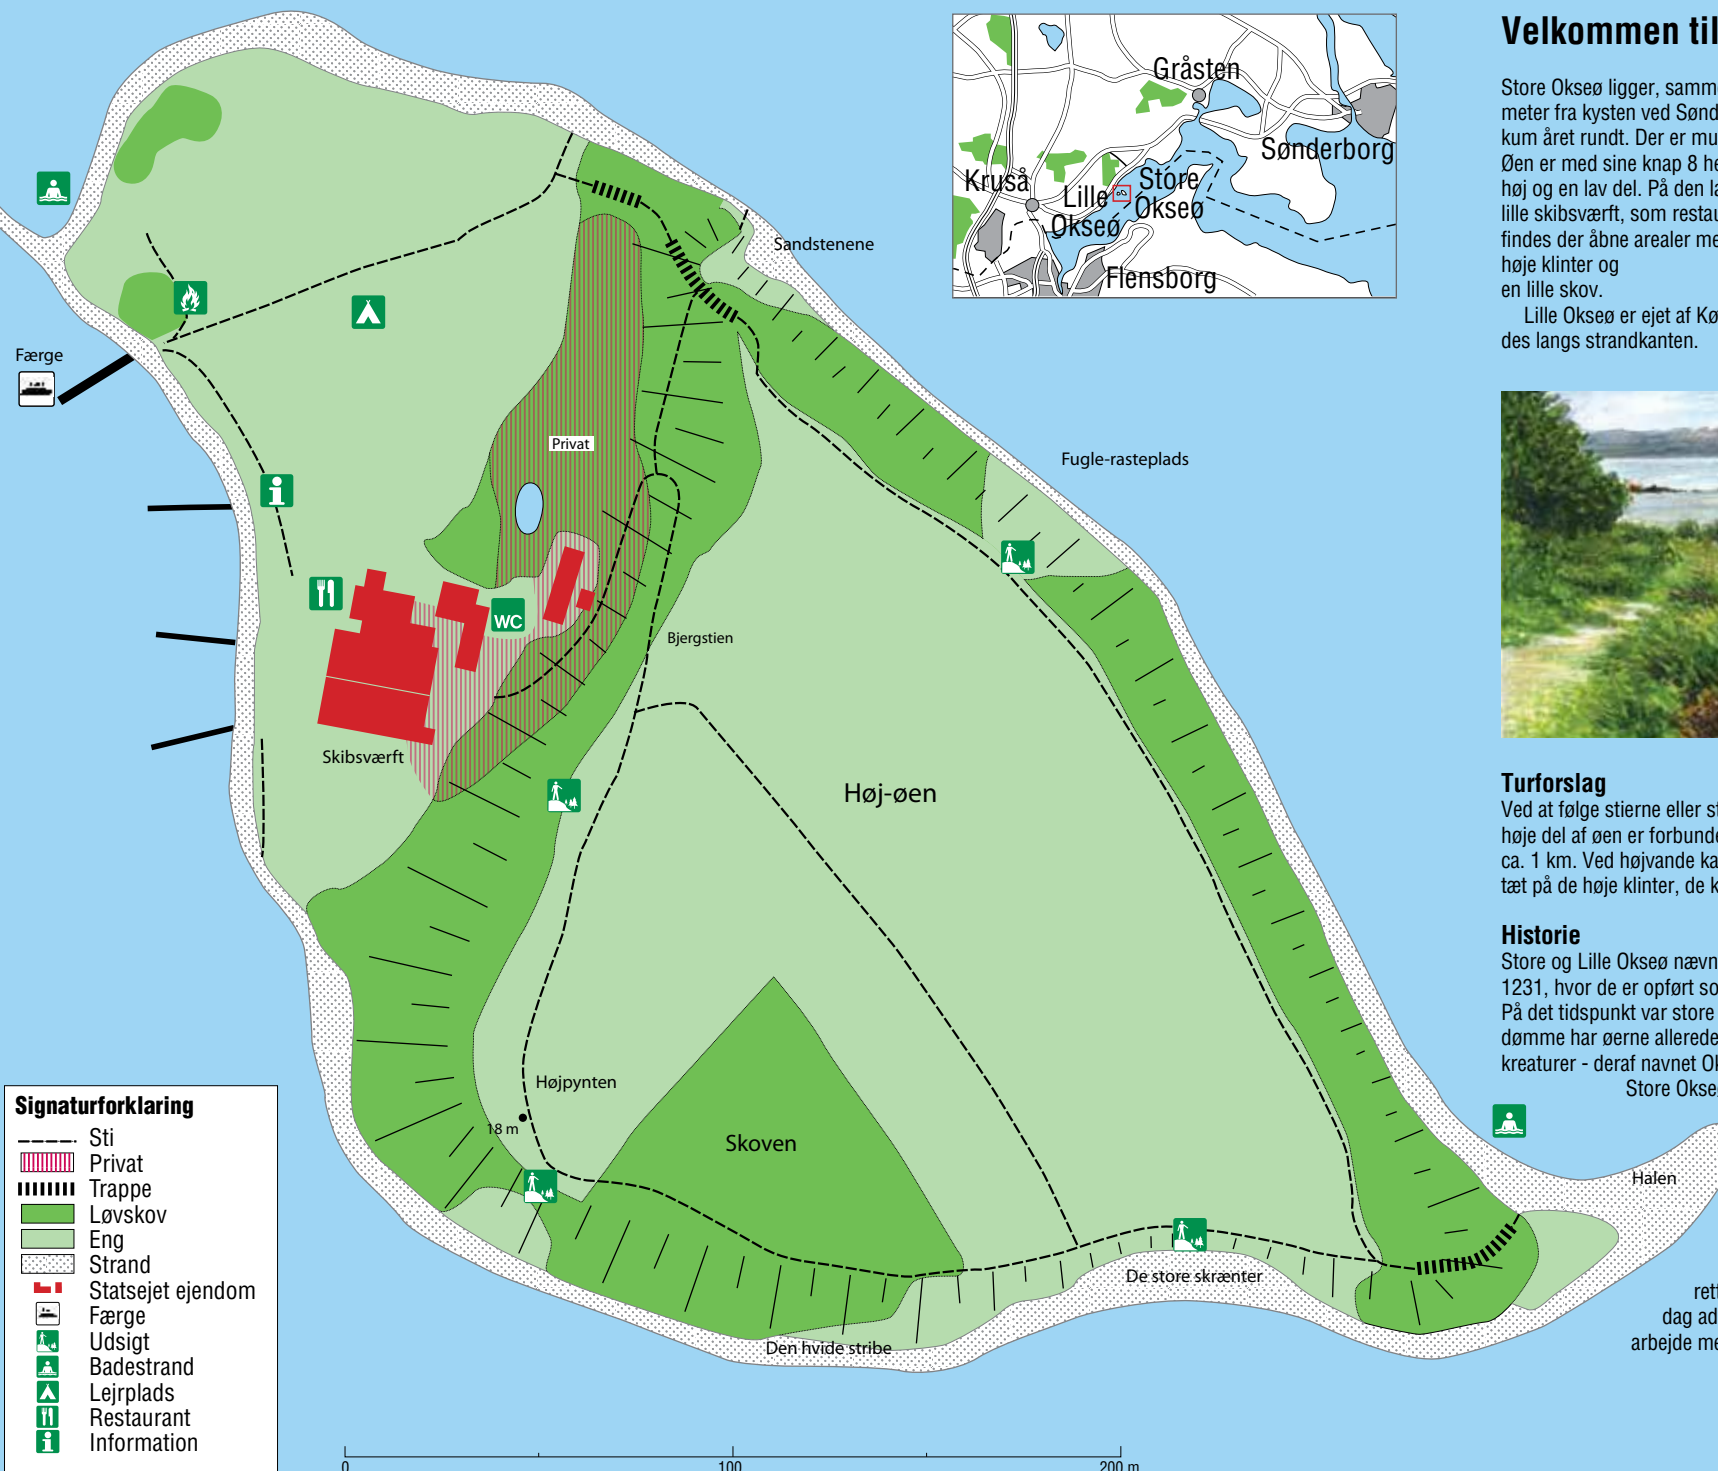 Velkommen til
Store Okseø ligger, samm
meter fra kysten ved Sønd
kum året rundt. Der er mu
Øen er med sine knap 8 he
høj og en lav del. På den la
lille skibsværft, som restau
findes der åbne arealer me
høje klinter og
en lille skov.
Lille Okseø er ejet af Kø
des langs strandkanten.
Gråsten
Sønderborg
Kruså
Lille
Okseø
Store
Okseø
Flensborg
Sandstenene
Færge
Privat
Fugle-rasteplads
WC
Bjergstien
Skibsværft
Høj-øen
Højpynten
18 m
Skoven
Halen
De store skrænter
Den hvide stribe
Turforslag
Ved at følge stierne eller st
høje del af øen er forbunde
ca. 1 km. Ved højvande ka
tæt på de høje klinter, de k
Historie
Store og Lille Okseø nævn
1231, hvor de er opført so
På det tidspunkt var store
dømme har øerne allerede
kreaturer - deraf navnet Ok
Store Oksø
rett
dag ad
arbejde me
Signaturforklaring
Sti
Privat
Trappe
Løvskov
Eng
Strand
Statsejet ejendom
Færge
Udsigt
Badestrand
Lejrplads
Restaurant
Information
0 100 200 m